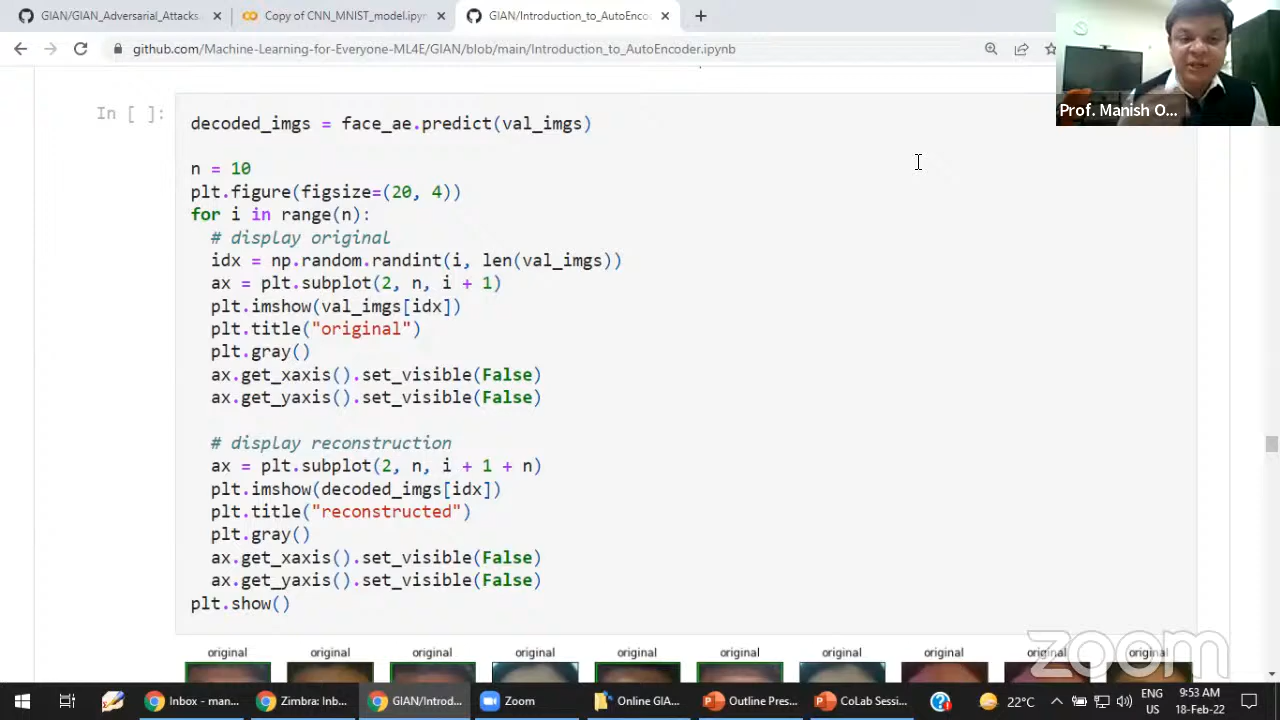 GIAN/GIAN_Adversarial_Attacks
Copy of CNN_MNIST_model.ipyn
GIAN/Introduction_to_AutoEnco
github.com/Machine-Learning-for-Everyone-ML4E/GIAN/blob/main/Introduction_to_AutoEncoder.ipynb
Prof. Manish O...
In [ ]:
decoded_imgs = face_ae.predict(val_imgs)
n = 10
plt.figure(figsize=(20, 4))
for i in range(n):
# display original
idx = np.random.randint(i, len(val_imgs))
ax = plt.subplot(2, n, i + 1)
plt.imshow(val_imgs[idx])
plt.title("original")
plt.gray()
ax.get_xaxis().set_visible(False)
ax.get_yaxis().set_visible(False)
# display reconstruction
ax = plt.subplot(2, n, i + 1 + n)
plt.imshow(decoded_imgs[idx])
plt.title("reconstructed")
plt.gray()
ax.get_xaxis().set_visible(False)
ax.get_yaxis().set_visible(False)
plt.show()
original original original original original original original original original original
zoom
Inbox - man... Zimbra: Inb... GIAN/Introd... Zoom Online GIA... Outline Pres... CoLab Sessi... 22°C ENG US 9:53 AM 18-Feb-22